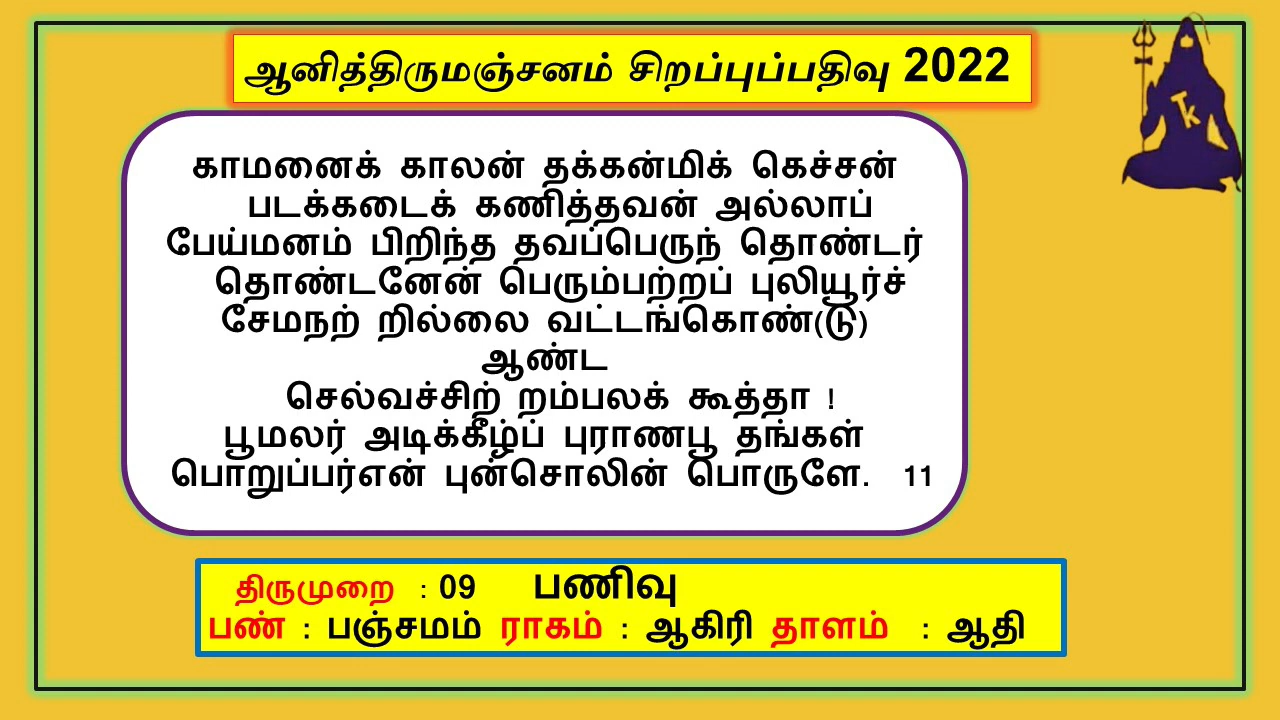 ஆனித்திருமஞ்சனம் சிறப்புப்பதிவு 2022
TK
காமனைக் காலன் தக்கன்மிக் கெச்சன்
படக்கடைக் கணித்தவன் அல்லாப்
பேய்மனம் பிறிந்த தவப்பெருந் தொண்டர்
தொண்டனேன் பெரும்பற்றப் புலியூர்ச்
சேமநற் றில்லை வட்டங்கொண்(டு)
ஆண்ட
செல்வச்சிற் றம்பலக் கூத்தா !
பூமலர் அடிக்கீழ்ப் புராணபூ தங்கள்
பொறுப்பர்என் புன்சொலின் பொருளே. 11
திருமுறை : 09 பணிவு
பண் : பஞ்சமம் ராகம் : ஆகிரி தாளம் : ஆதி